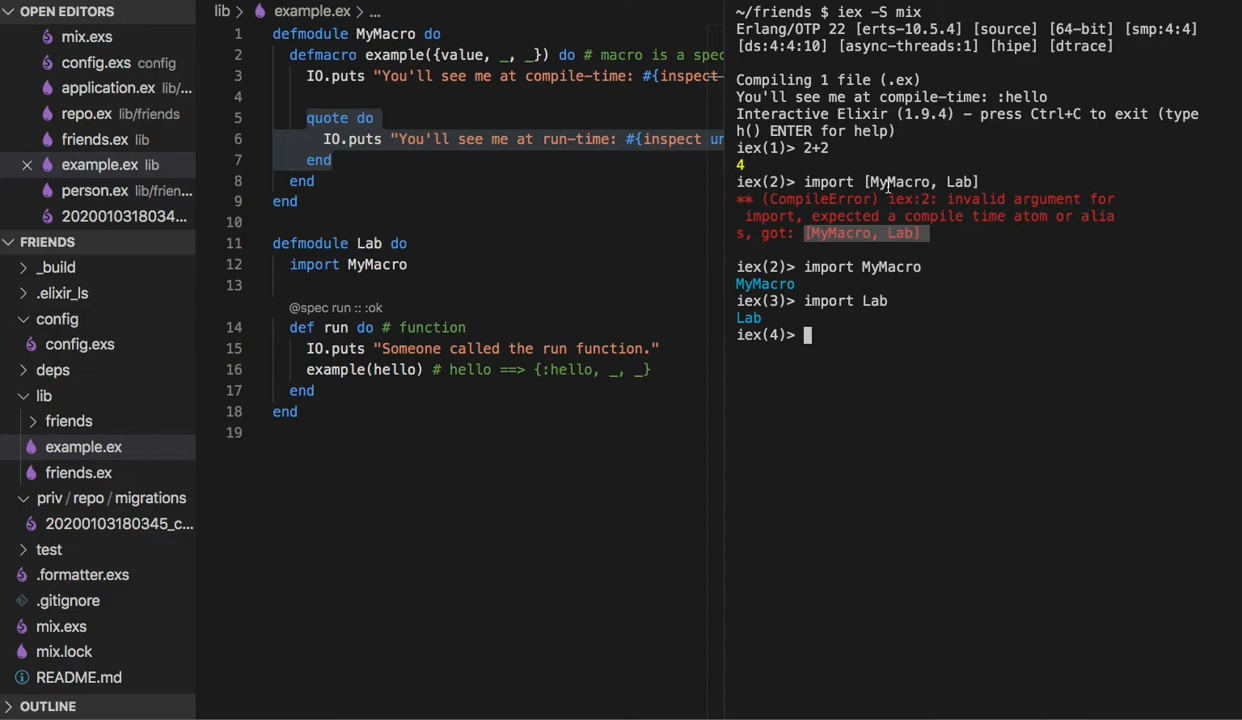 OPEN EDITORS
mix.exs
config.exs config
application.ex lib/...
repo.ex lib/friends
friends.ex lib
example.ex lib
person.ex lib/frien...
2020010318034...
FRIENDS
_build
.elixir_ls
config
config.exs
deps
lib
friends
example.ex
friends.ex
priv / repo / migrations
20200103180345_c...
test
.formatter.exs
.gitignore
mix.exs
mix.lock
README.md
OUTLINE
lib > example.ex > ...
1 defmodule MyMacro do
2 defmacro example({value, _, _}) do # macro is a spec
3 IO.puts "You'll see me at compile-time: #{inspect
4
5 quote do
6 IO.puts "You'll see me at run-time: #{inspect un
7 end
8 end
9 end
10
11 defmodule Lab do
12 import MyMacro
13
@spec run :: :ok
14 def run do # function
15 IO.puts "Someone called the run function."
16 example(hello) # hello ==> {:hello, _, _}
17 end
18 end
19
~/friends $ iex -S mix
Erlang/OTP 22 [erts-10.5.4] [source] [64-bit] [smp:4:4]
[ds:4:4:10] [async-threads:1] [hipe] [dtrace]
Compiling 1 file (.ex)
You'll see me at compile-time: :hello
Interactive Elixir (1.9.4) - press Ctrl+C to exit (type
h() ENTER for help)
iex(1)> 2+2
4
iex(2)> import [MyMacro, Lab]
** (CompileError) iex:2: invalid argument for
import, expected a compile time atom or alia
s, got: [MyMacro, Lab]
iex(2)> import MyMacro
MyMacro
iex(3)> import Lab
Lab
iex(4)>